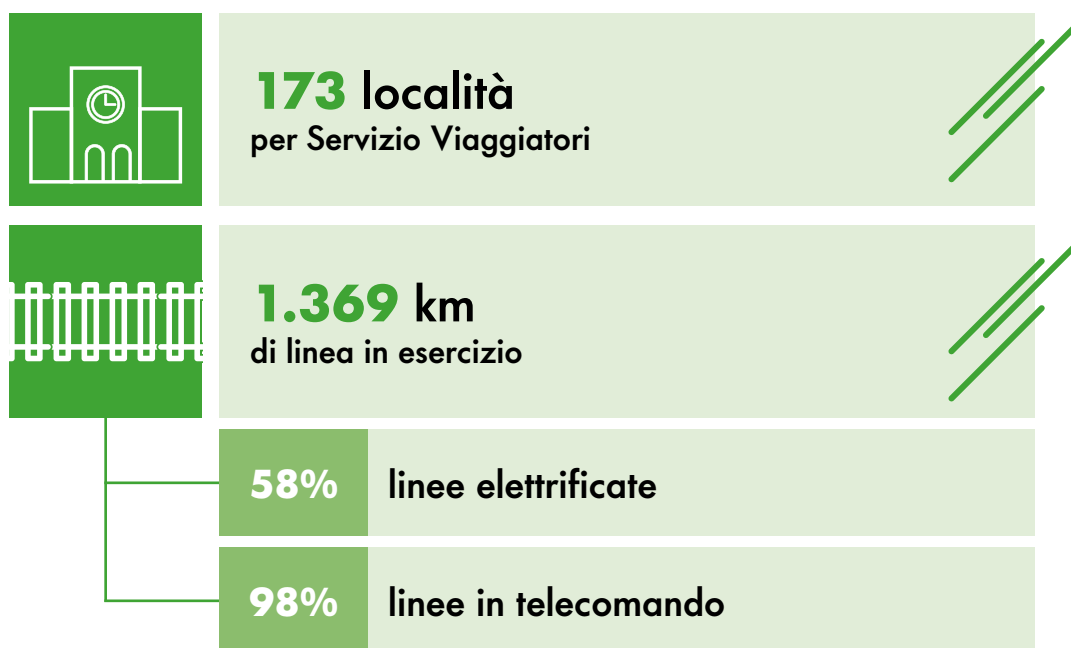 173 località
per Servizio Viaggiatori
1.369 km
di linea in esercizio
58% linee elettrificate
98% linee in telecomando